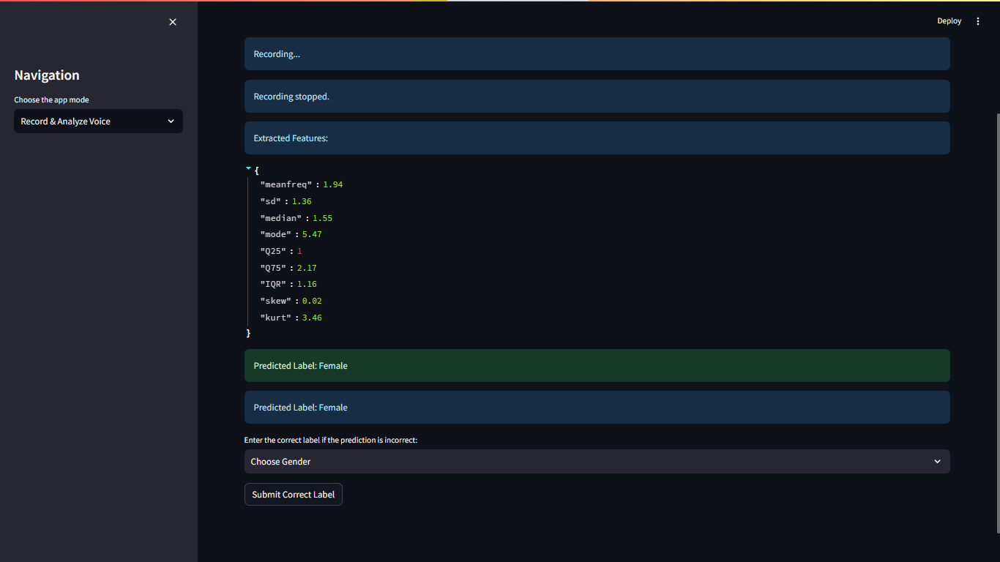 Deploy
Navigation
Choose the app mode
Record & Analyze Voice
Recording...
Recording stopped.
Extracted Features:
{
"meanfreq" : 1.94
"sd" : 1.36
"median" : 1.55
"mode" : 5.47
"Q25" : 1
"Q75" : 2.17
"IQR" : 1.16
"skew" : 0.02
"kurt" : 3.46
}
Predicted Label: Female
Predicted Label: Female
Enter the correct label if the prediction is incorrect:
Choose Gender
Submit Correct Label